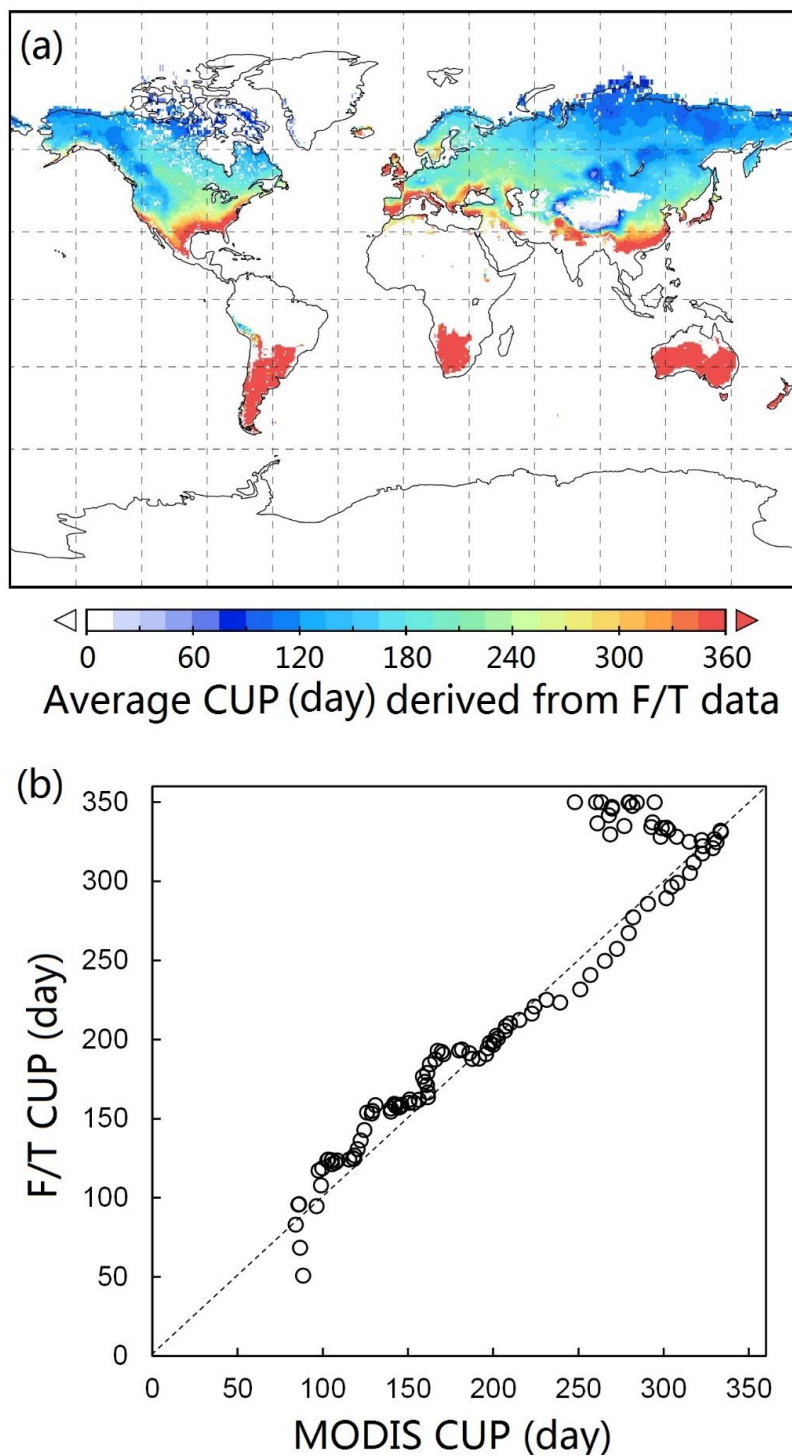 (a)
0 60 120 180 240 300 360
Average CUP (day) derived from F/T data
(b)
350
300
250
200
150
100
50
0
F/T CUP (day)
0 50 100 150 200 250 300 350
MODIS CUP (day)